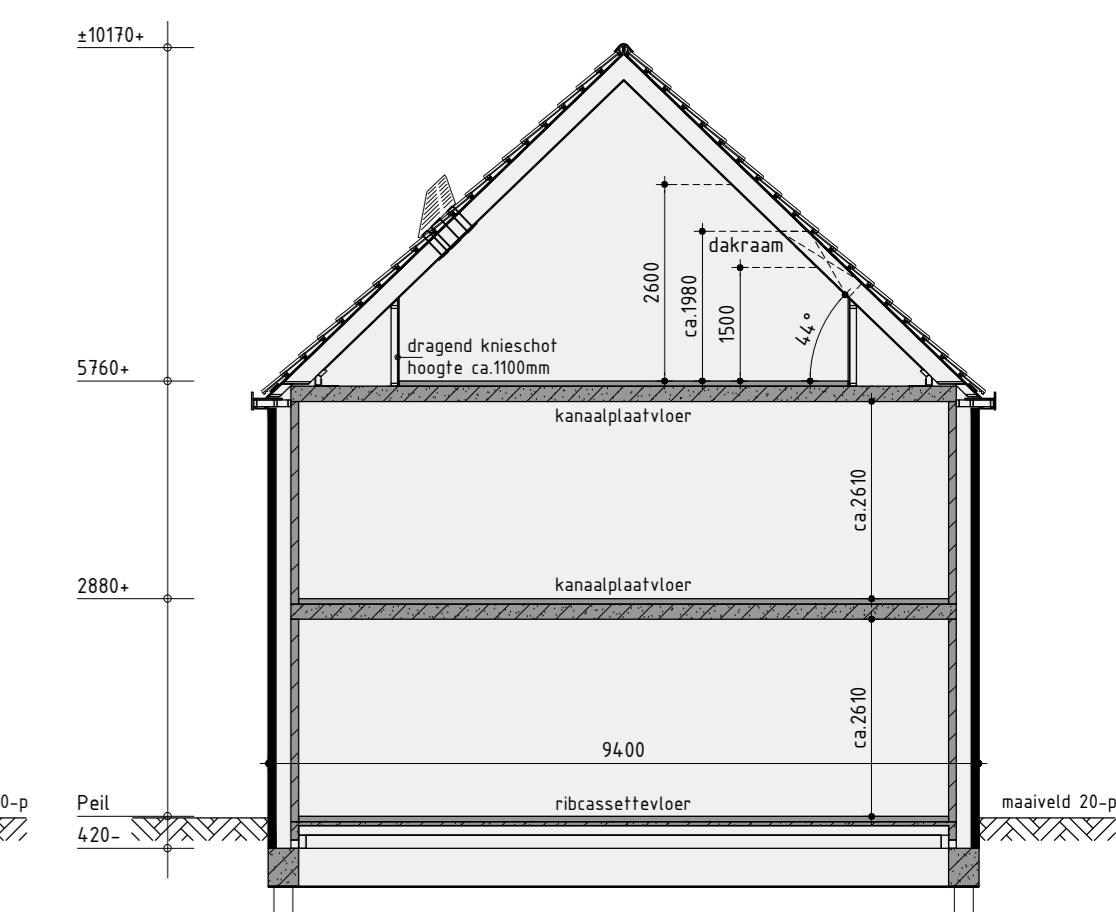 ±10170+
dakraam
2600
ca.1980
1500
44°
dragend knieschot
hoogte ca.1100mm
5760+
kanaalplaatvloer
ca.2610
2880+
kanaalplaatvloer
ca.2610
9400
0-p
Peil
ribcassettevloer
maaiveld 20-p
420-